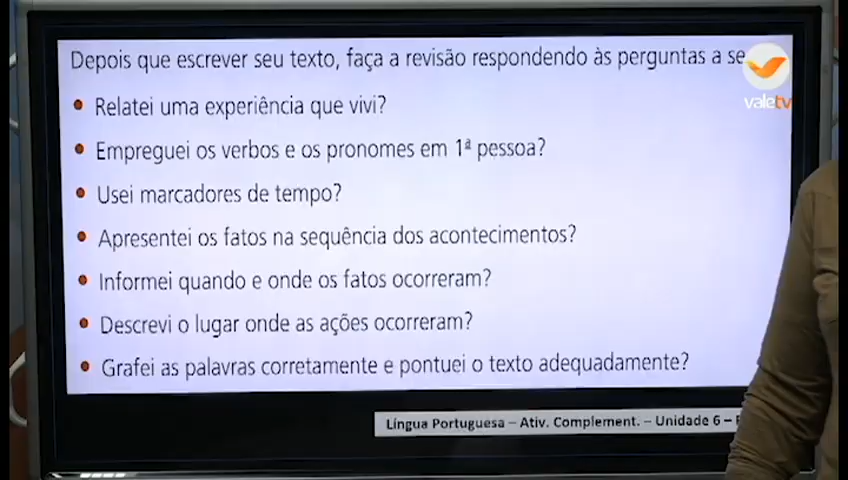 Depois que escrever seu texto, faça a revisão respondendo às perguntas a
valetv
Relatei uma experiência que vivi?
Empreguei os verbos e os pronomes em 1ª pessoa?
Usei marcadores de tempo?
Apresentei os fatos na sequência dos acontecimentos?
Informei quando e onde os fatos ocorreram?
Descrevi o lugar onde as ações ocorreram?
Grafei as palavras corretamente e pontuei o texto adequadamente?
Língua Portuguesa – Ativ. Complement. – Unidade 6 –